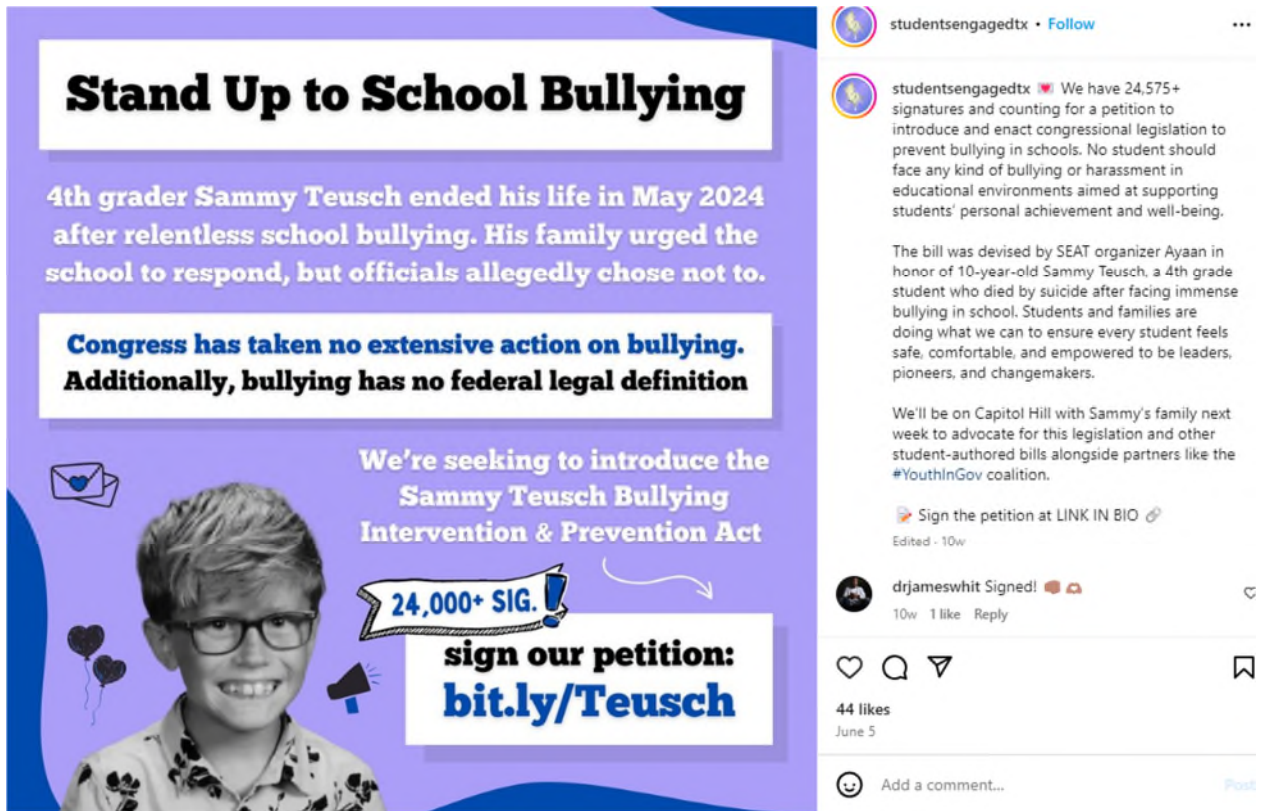 Stand Up to School Bullying
4th grader Sammy Teusch ended his life in May 2024
after relentless school bullying. His family urged the
school to respond, but officials allegedly chose not to.
Congress has taken no extensive action on bullying.
Additionally, bullying has no federal legal definition
We're seeking to introduce the
Sammy Teusch Bullying
Intervention & Prevention Act
24,000+ SIG.!
sign our petition:
bit.ly/Teusch
studentsengagedtx • Follow
studentsengagedtx 💌 We have 24,575+
signatures and counting for a petition to
introduce and enact congressional legislation to
prevent bullying in schools. No student should
face any kind of bullying or harassment in
educational environments aimed at supporting
students' personal achievement and well-being.
The bill was devised by SEAT organizer Ayaan in
honor of 10-year-old Sammy Teusch, a 4th grade
student who died by suicide after facing immense
bullying in school. Students and families are
doing what we can to ensure every student feels
safe, comfortable, and empowered to be leaders,
pioneers, and changemakers.
We'll be on Capitol Hill with Sammy's family next
week to advocate for this legislation and other
student-authored bills alongside partners like the
#YouthInGov coalition.
📝 Sign the petition at LINK IN BIO 🔗
Edited · 10w
drjameswhit Signed! 👊🏾 🫶🏾
10w 1 like Reply
44 likes
June 5
Add a comment...
Post